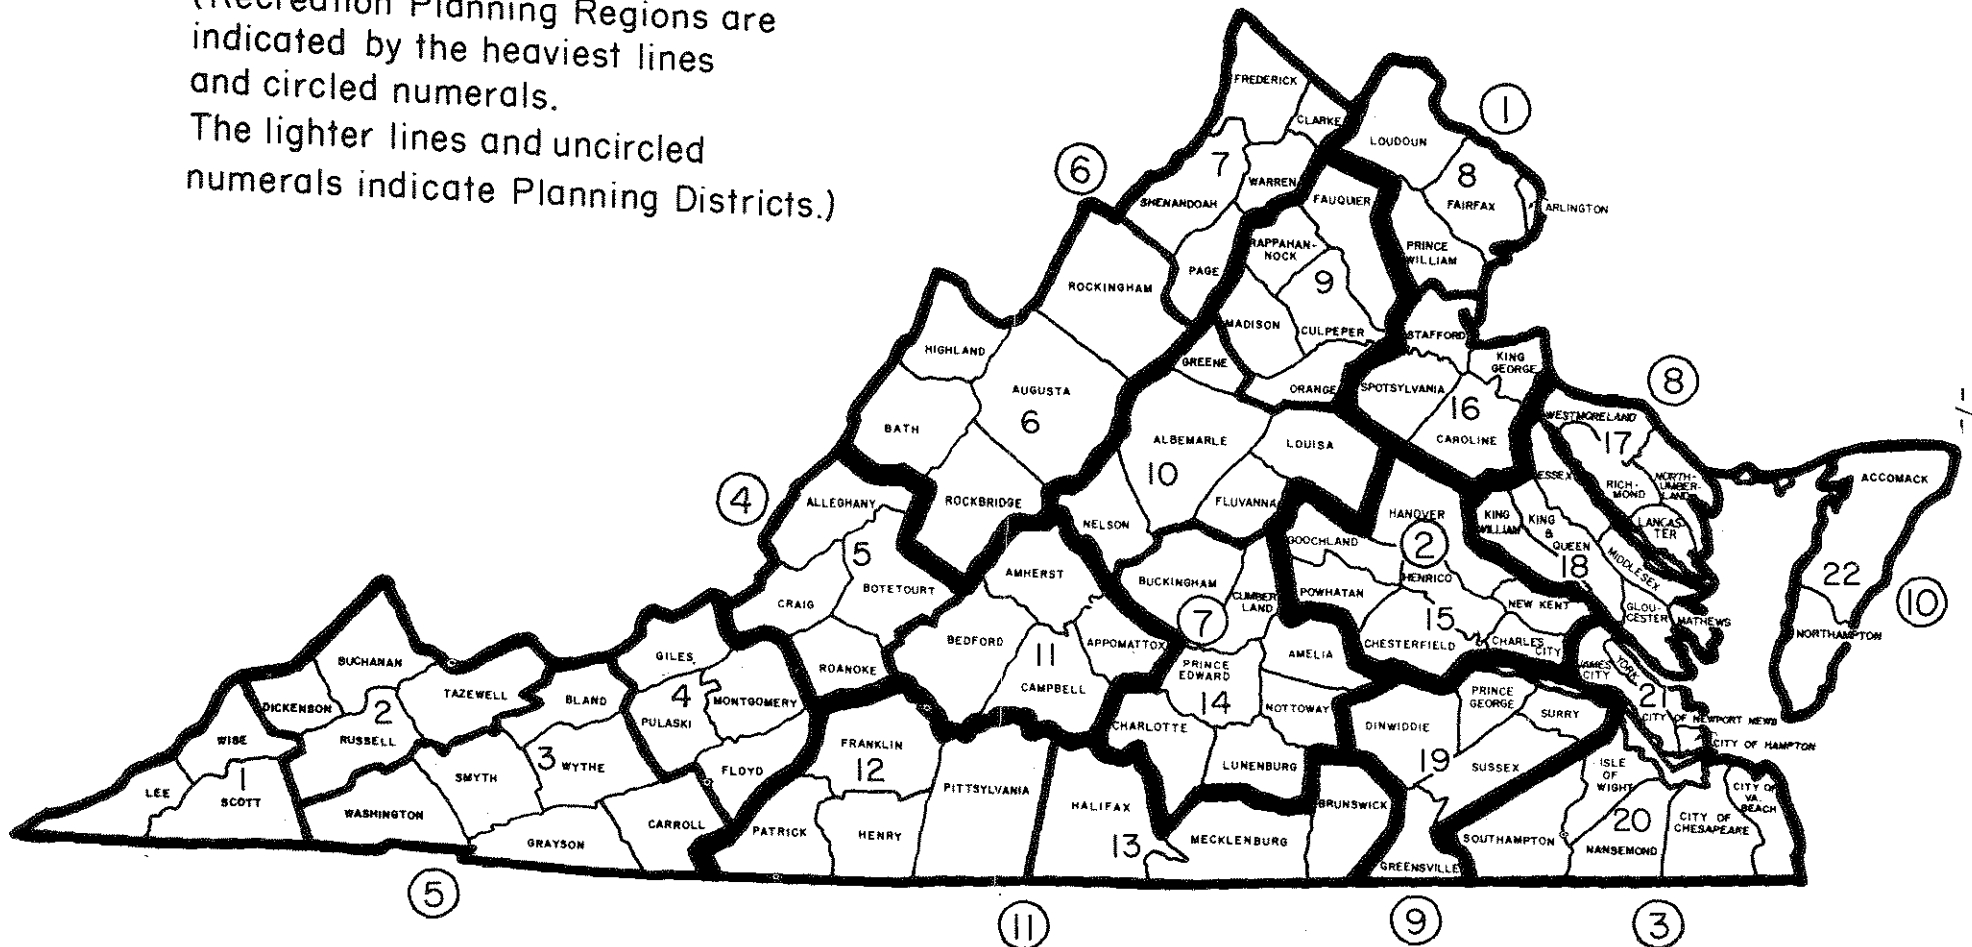 (Recreation Planning Regions are
indicated by the heaviest lines
and circled numerals.
The lighter lines and uncircled
numerals indicate Planning Districts.)
FREDERICK
CLARKE
1
LOUDOUN
7
8
6
WARREN
FAUQUIER
SHENANDOAH
FAIRFAX
ARLINGTON
RAPPAHAN-
NOCK
PRINCE
WILLIAM
PAGE
ROCKINGHAM
9
MADISON
CULPEPER
STAFFORD
HIGHLAND
GREENE
KING
GEORGE
8
AUGUSTA
ORANGE
SPOTSYLVANIA
16
6
WESTMORELAND
BATH
ALBEMARLE
LOUISA
CAROLINE
17
10
4
ALLEGHANY
ROCKBRIDGE
FLUVANNA
ESSEX
RICH-
MOND
NORTH-
UMBER-
LAND
ACCOMACK
NELSON
HANOVER
KING
WILLIAM
KING
&
QUEEN
LANCAS-
TER
5
GOOCHLAND
2
AMHERST
BUCKINGHAM
HENRICO
18
MIDDLESEX
22
BOTETOURT
CRAIG
CUMBER
LAND
POWHATAN
NEW KENT
GLOU-
CESTER
MATHEWS
10
7
15
BEDFORD
APPOMATTOX
CHESTERFIELD
CHARLES
CITY
NORTHAMPTON
GILES
ROANOKE
11
CAMPBELL
PRINCE
EDWARD
AMELIA
JAMES
CITY
YORK
BUCHANAN
DICKENSON
2
TAZEWELL
BLAND
4
PULASKI
MONTGOMERY
14
NOTTOWAY
PRINCE
GEORGE
SURRY
21
CITY OF NEWPORT NEWS
CITY OF HAMPTON
WISE
RUSSELL
FRANKLIN
CHARLOTTE
DINWIDDIE
1
LEE
SCOTT
SMYTH
3
WYTHE
FLOYD
12
LUNENBURG
19
SUSSEX
ISLE
OF
WIGHT
CITY OF
VA.
BEACH
WASHINGTON
PITTSYLVANIA
HALIFAX
BRUNSWICK
CARROLL
PATRICK
HENRY
20
CITY OF
CHESAPEAKE
GRAYSON
13
MECKLENBURG
SOUTHAMPTON
NANSEMOND
GREENSVILLE
5
11
9
3